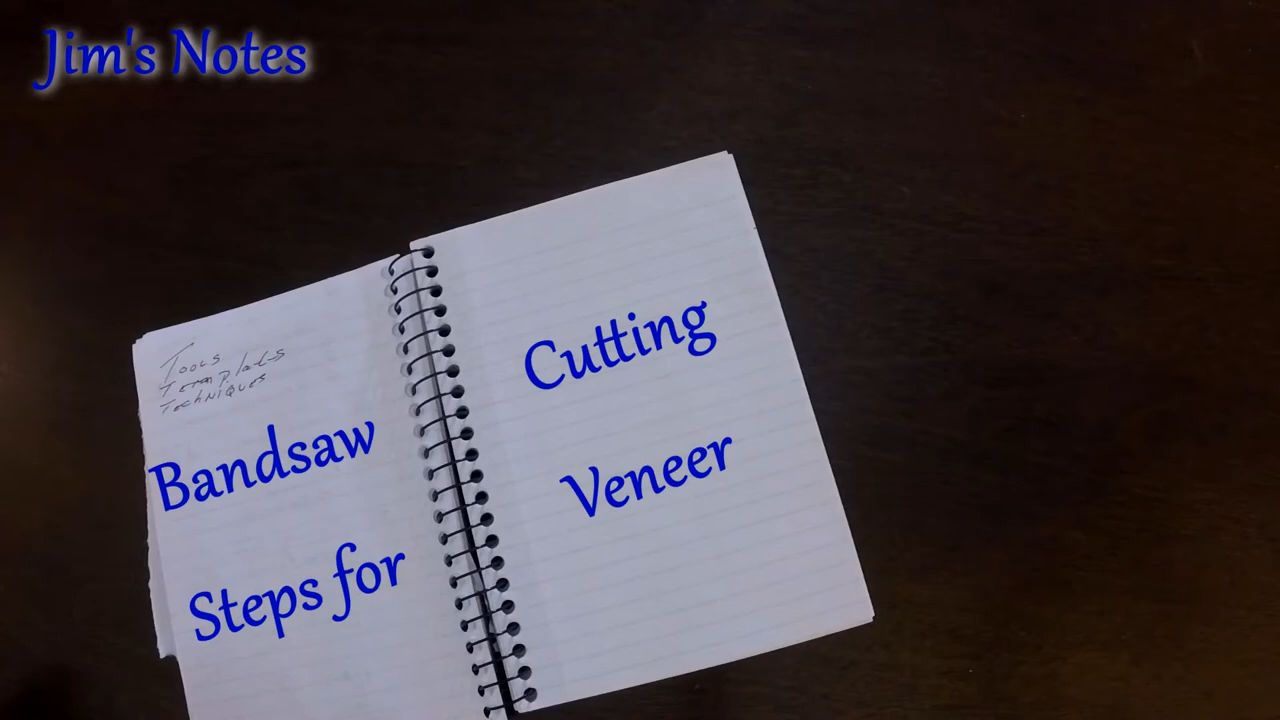 Jim's Notes
Tools
Templates
Techniques
Bandsaw
Steps for
Cutting
Veneer